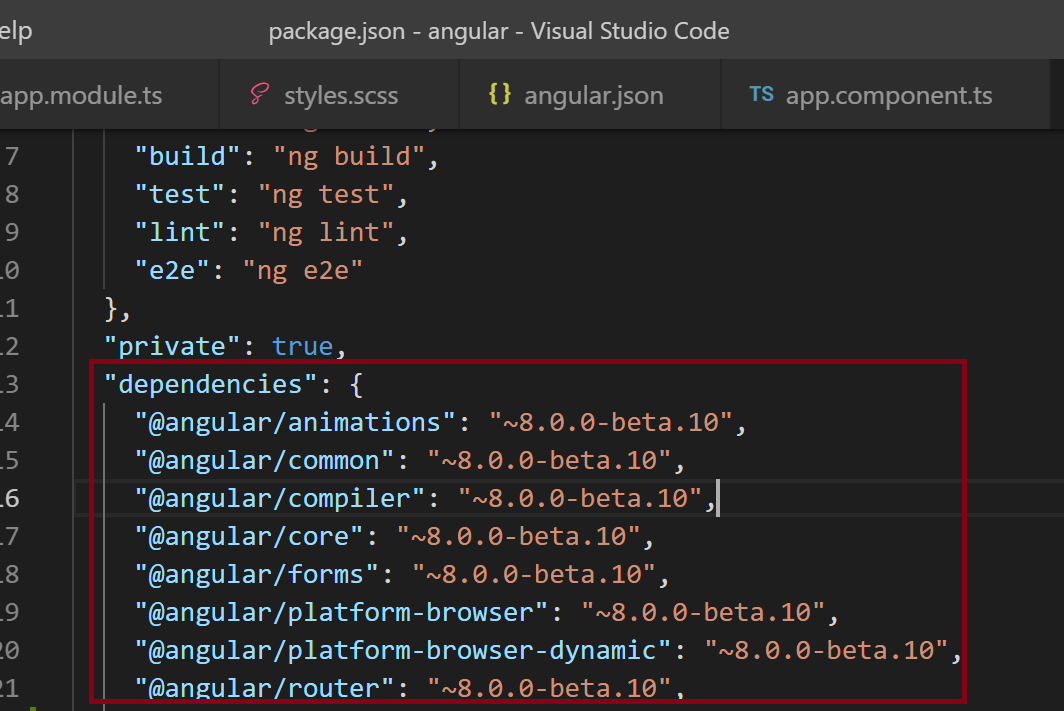 elp
package.json - angular - Visual Studio Code
app.module.ts styles.scss {} angular.json TS app.component.ts
7 "build": "ng build",
8 "test": "ng test",
9 "lint": "ng lint",
10 "e2e": "ng e2e"
11 },
12 "private": true,
13 "dependencies": {
14 "@angular/animations": "~8.0.0-beta.10",
15 "@angular/common": "~8.0.0-beta.10",
16 "@angular/compiler": "~8.0.0-beta.10",
17 "@angular/core": "~8.0.0-beta.10",
18 "@angular/forms": "~8.0.0-beta.10",
19 "@angular/platform-browser": "~8.0.0-beta.10",
20 "@angular/platform-browser-dynamic": "~8.0.0-beta.10",
21 "@angular/router": "~8.0.0-beta.10",